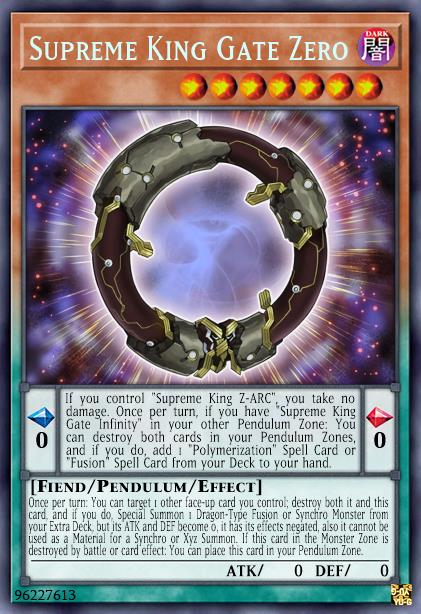 SUPREME KING GATE ZERO
DARK
闇
If you control "Supreme King Z-ARC", you take no
damage. Once per turn, if you have "Supreme King
Gate Infinity" in your other Pendulum Zone: You
can destroy both cards in your Pendulum Zones,
and if you do, add 1 "Polymerization" Spell Card or
"Fusion" Spell Card from your Deck to your hand.
0
0
[FIEND/PENDULUM/EFFECT]
Once per turn: You can target 1 other face-up card you control; destroy both it and this
card, and if you do, Special Summon 1 Dragon-Type Fusion or Synchro Monster from
your Extra Deck, but its ATK and DEF become 0, it has its effects negated, also it cannot be
used as a Material for a Synchro or Xyz Summon. If this card in the Monster Zone is
destroyed by battle or card effect: You can place this card in your Pendulum Zone.
ATK/ 0 DEF/ 0
96227613